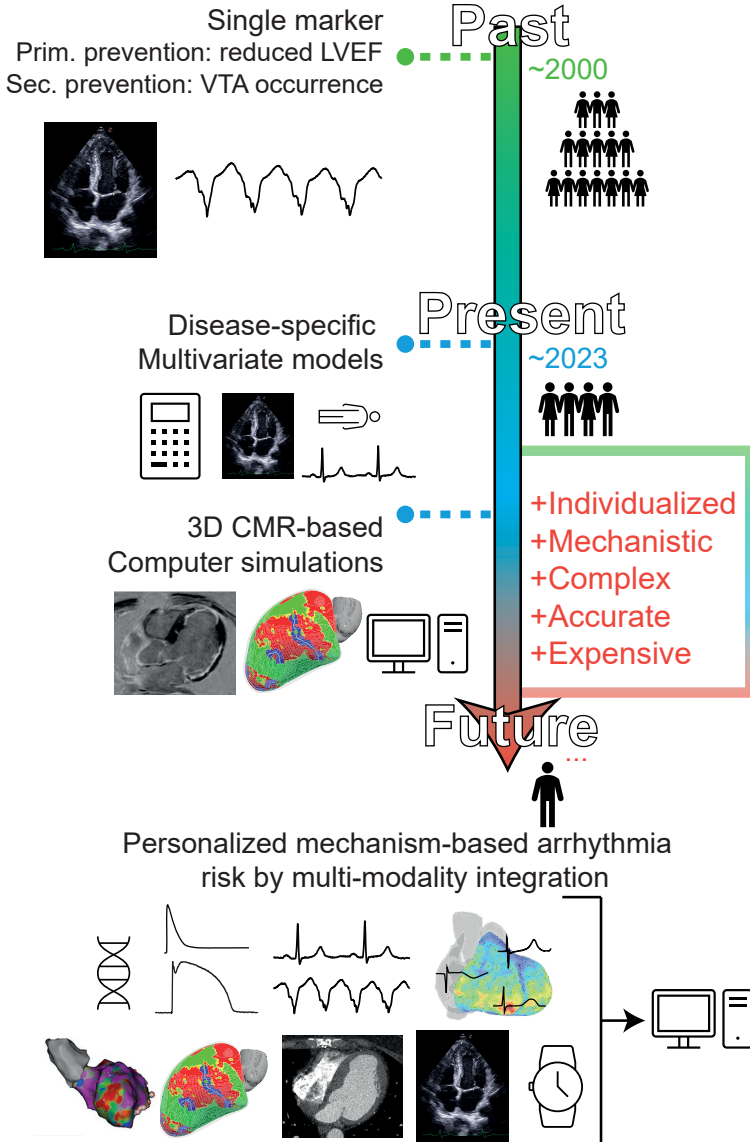 Past
Single marker
Prim. prevention: reduced LVEF
Sec. prevention: VTA occurrence
~2000
Present
Disease-specific
Multivariate models
~2023
3D CMR-based
Computer simulations
+Individualized
+Mechanistic
+Complex
+Accurate
+Expensive
Future
...
Personalized mechanism-based arrhythmia
risk by multi-modality integration